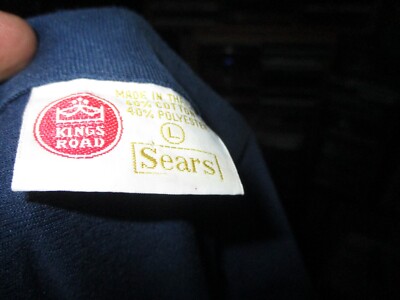 KINGS
ROAD
MADE IN
60% COTTON
40% POLYESTER
L
Sears